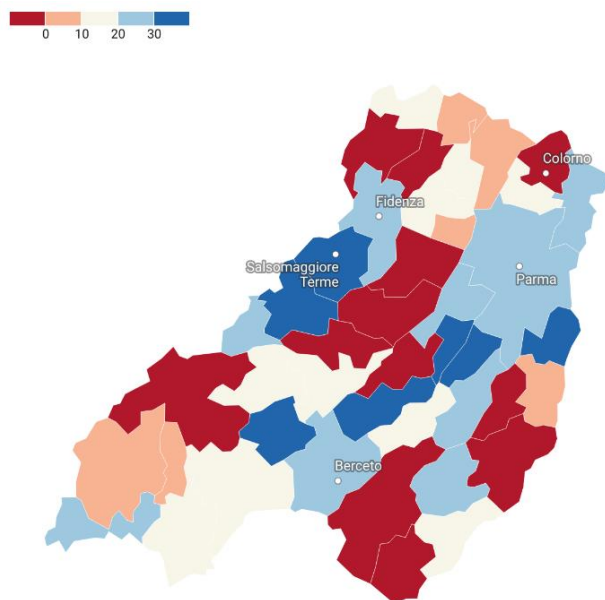 0 10 20 30
Colorno
Fidenza
Salsomaggiore
Terme
Parma
Berceto